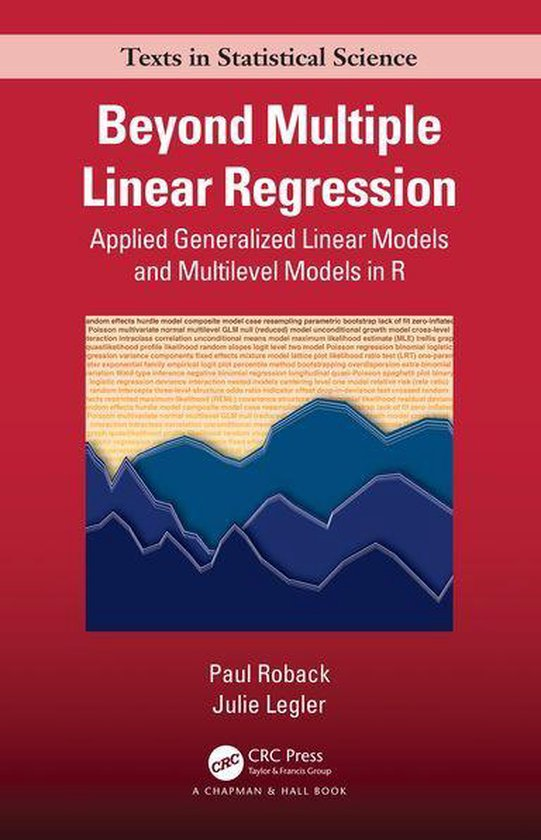 Texts in Statistical Science
Beyond Multiple
Linear Regression
Applied Generalized Linear Models
and Multilevel Models in R
andom effects hurdle model composite model case resampling parametric bootstrap lack of fit zero-inflated
Poisson multivariate normal multilevel GLM null (reduced) model unconditional growth model cross-level
teraction intraclass correlation unconditional means model maximum likelihood estimate (MLE) trellis grap
quasilikelihood profile likelihood random slopes logit level two model Poisson regression binomial logistic
gression variance components fixed effects mixture model lattice plot likelihood ratio test (LRT) one-param
eter exponential family empirical logit plot percentile method bootstrapping overdispersion extra-binomial
variation Wald type inference negative binomial regression longitudinal quasi-Poisson spaghetti plot binary
logistic regression deviance interaction nested models centering level one model relative risk (rele ratio)
Paul Roback
Julie Legler
CRC CRC Press
Taylor & Francis Group
A CHAPMAN & HALL BOOK